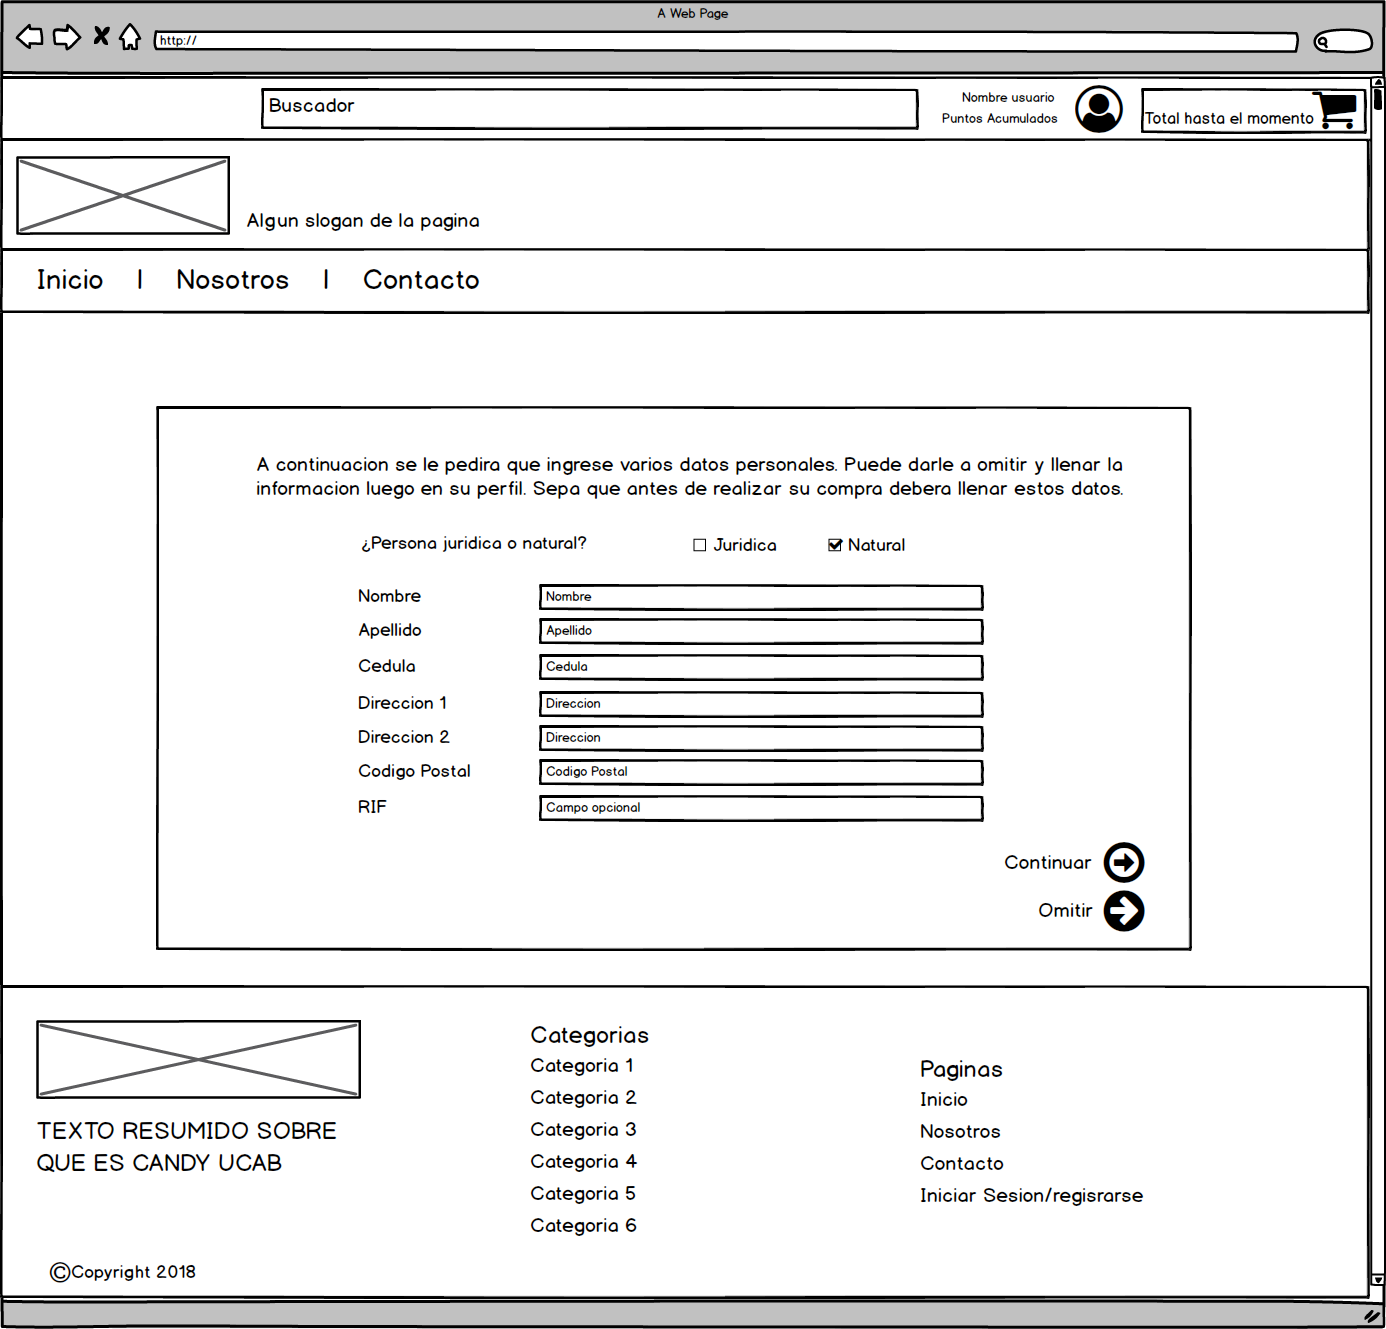 A Web Page
http://
Buscador
Nombre usuario
Puntos Acumulados
Total hasta el momento
Algun slogan de la pagina
Inicio | Nosotros | Contacto
A continuacion se le pedira que ingrese varios datos personales. Puede darle a omitir y llenar la
informacion luego en su perfil. Sepa que antes de realizar su compra debera llenar estos datos.
¿Persona juridica o natural? Juridica Natural
Nombre Nombre
Apellido Apellido
Cedula Cedula
Direccion 1 Direccion
Direccion 2 Direccion
Codigo Postal Codigo Postal
RIF Campo opcional
Continuar
Omitir
TEXTO RESUMIDO SOBRE
QUE ES CANDY UCAB
©Copyright 2018
Categorias
Categoria 1
Categoria 2
Categoria 3
Categoria 4
Categoria 5
Categoria 6
Paginas
Inicio
Nosotros
Contacto
Iniciar Sesion/regisrarse